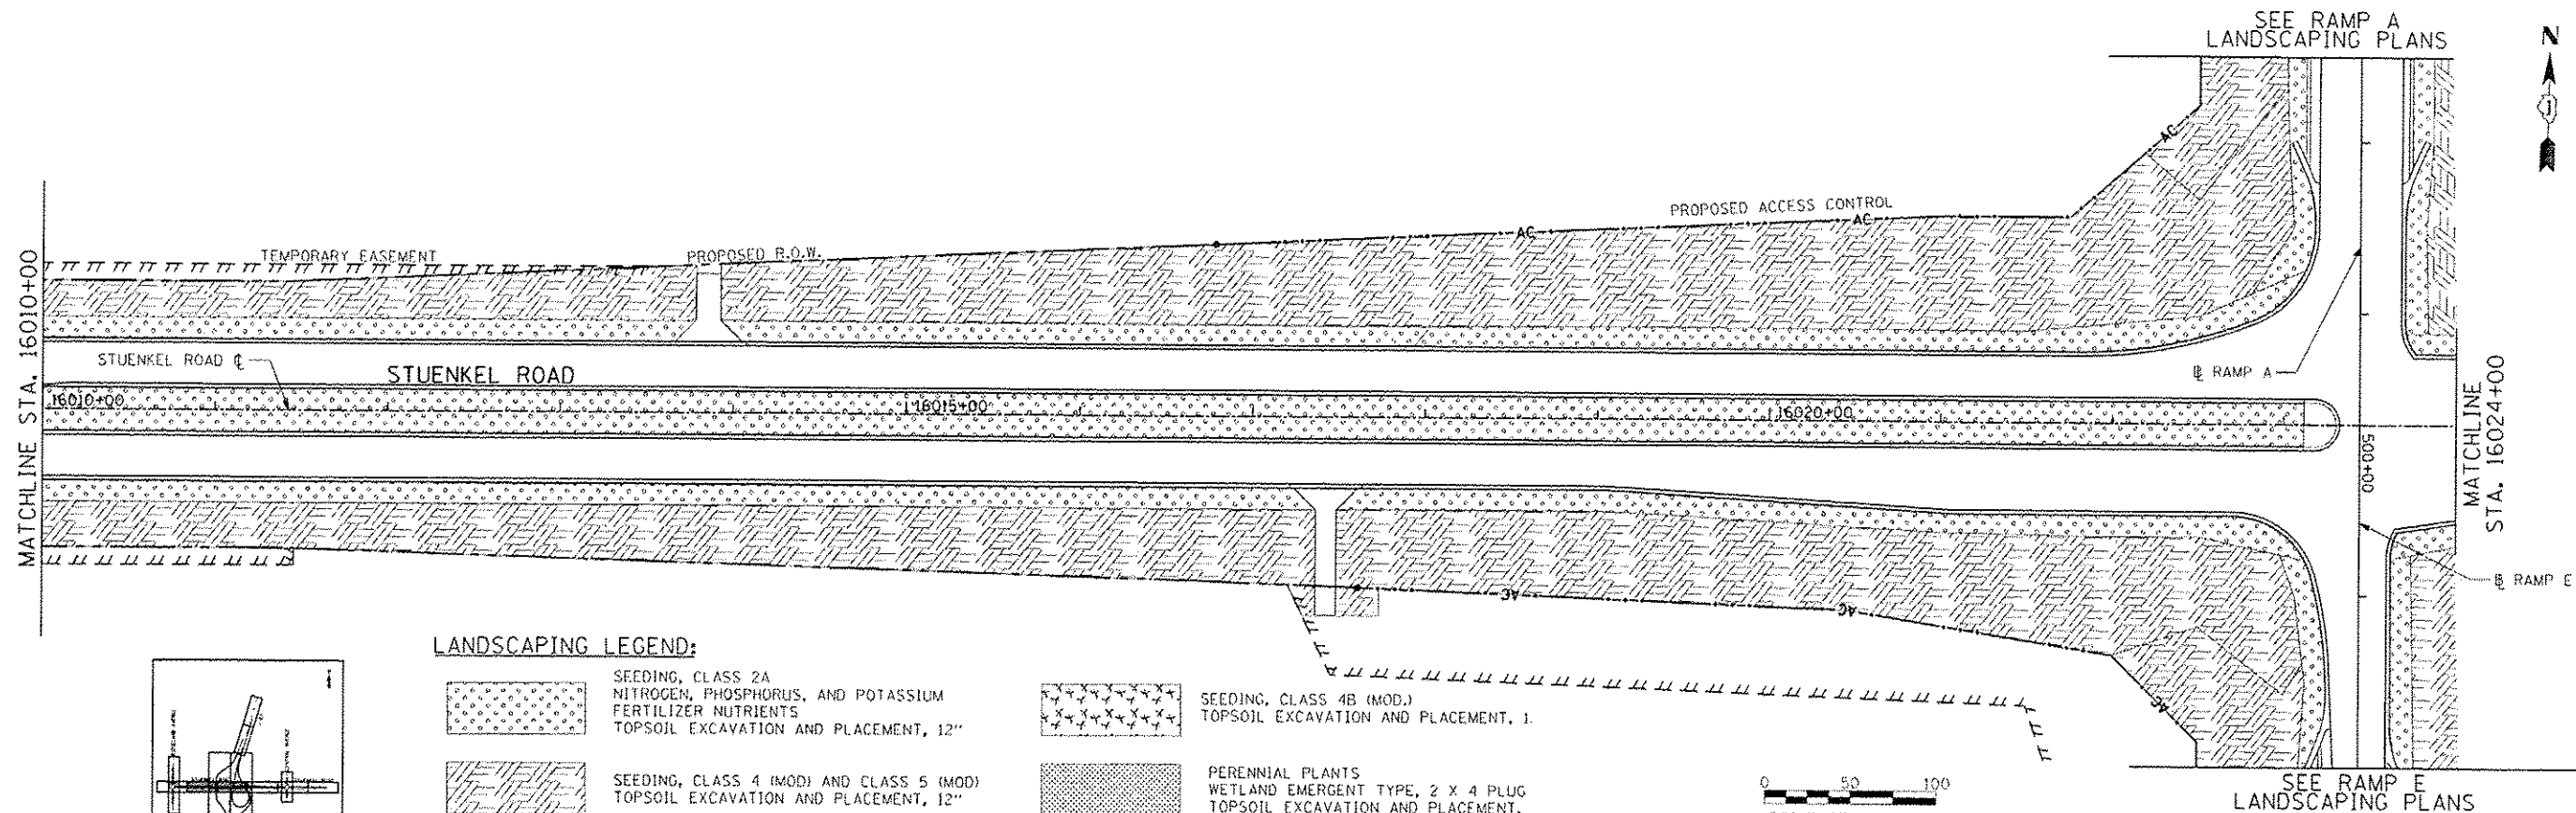 SEE RAMP A
LANDSCAPING PLANS
N
PROPOSED ACCESS CONTROL
AC
AC
AC
TEMPORARY EASEMENT
PROPOSED R.O.W.
MATCHLINE STA. 16010+00
STUENKEL ROAD ℄
STUENKEL ROAD
16010+00
16015+00
16020+00
500+00
RAMP A
MATCHLINE
STA. 16024+00
RAMP E
AC
AC
AC
LANDSCAPING LEGEND:
SEEDING, CLASS 2A
NITROGEN, PHOSPHORUS, AND POTASSIUM
FERTILIZER NUTRIENTS
TOPSOIL EXCAVATION AND PLACEMENT, 12"
SEEDING, CLASS 4 (MOD) AND CLASS 5 (MOD)
TOPSOIL EXCAVATION AND PLACEMENT, 12"
SEEDING, CLASS 4B (MOD.)
TOPSOIL EXCAVATION AND PLACEMENT, 1
PERENNIAL PLANTS
WETLAND EMERGENT TYPE, 2 X 4 PLUG
TOPSOIL EXCAVATION AND PLACEMENT,
0 50 100
SEE RAMP E
LANDSCAPING PLANS